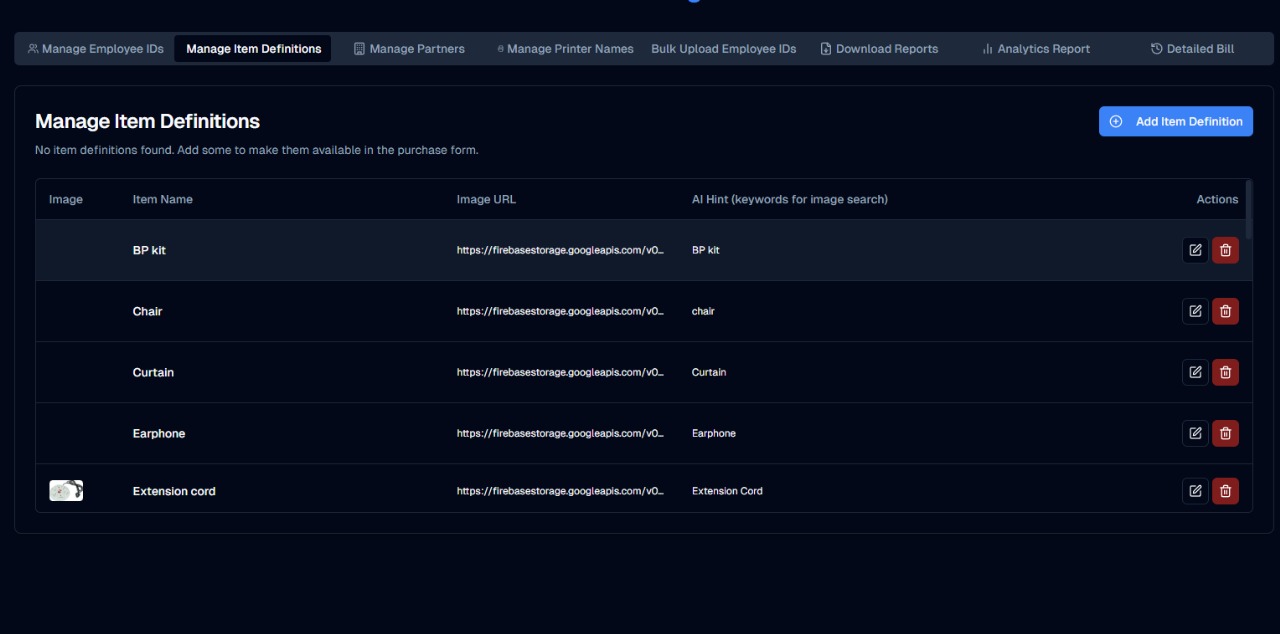 Manage Employee IDs Manage Item Definitions Manage Partners Manage Printer Names Bulk Upload Employee IDs Download Reports Analytics Report Detailed Bill
Manage Item Definitions
Add Item Definition
No item definitions found. Add some to make them available in the purchase form.
Image Item Name Image URL AI Hint (keywords for image search) Actions
BP kit https://firebasestorage.googleapis.com/v0... BP kit
Chair https://firebasestorage.googleapis.com/v0... chair
Curtain https://firebasestorage.googleapis.com/v0... Curtain
Earphone https://firebasestorage.googleapis.com/v0... Earphone
Extension cord https://firebasestorage.googleapis.com/v0... Extension Cord